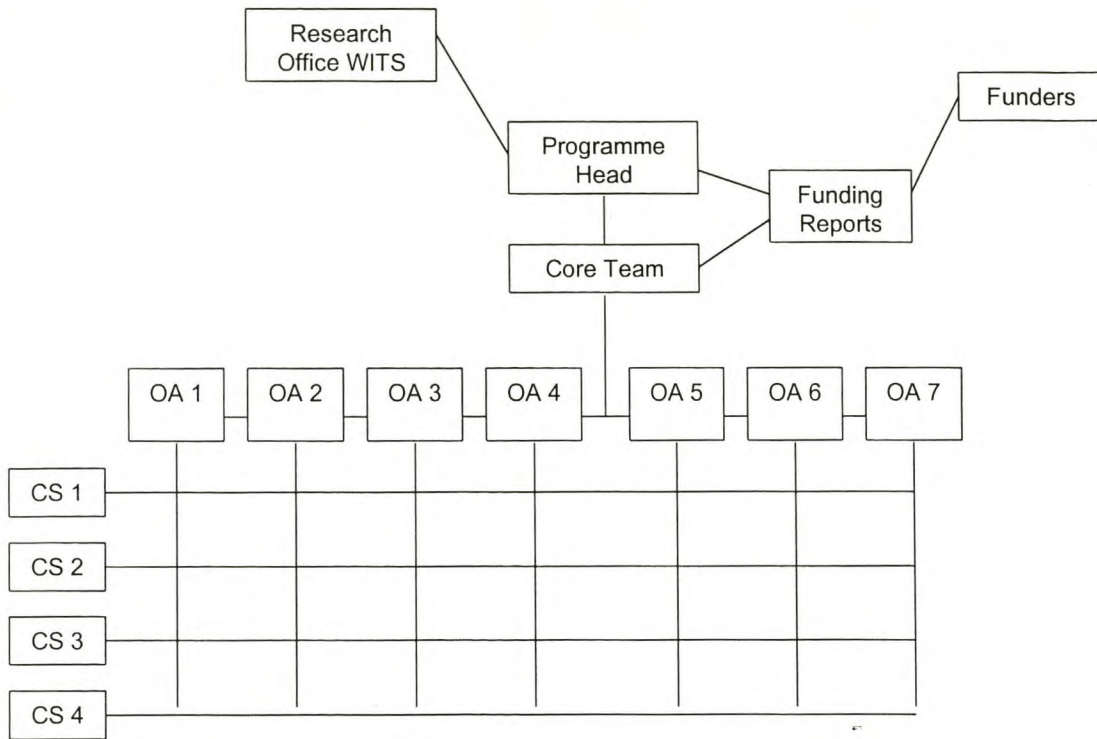 Research
Office WITS
Funders
Programme
Head
Funding
Reports
Core Team
OA 1
OA 2
OA 3
OA 4
OA 5
OA 6
OA 7
CS 1
CS 2
CS 3
CS 4